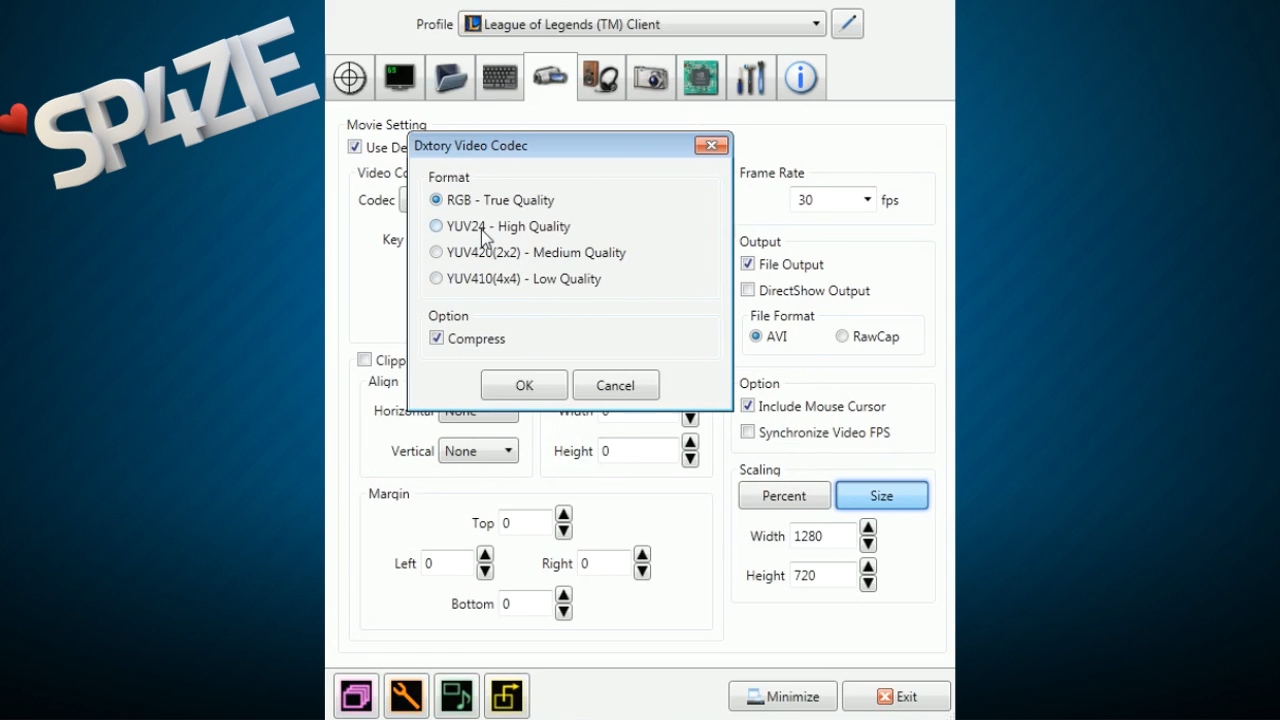 SP4ZIE
Profile League of Legends (TM) Client
Movie Setting
Use De
Dxtory Video Codec
Format
RGB - True Quality
YUV24 - High Quality
YUV420(2x2) - Medium Quality
YUV410(4x4) - Low Quality
Option
Compress
OK Cancel
Video Co
Codec
Key
Frame Rate
30 fps
Output
File Output
DirectShow Output
File Format
AVI RawCap
Clipp
Align
Horizontal None
Vertical None
Width 0
Height 0
Option
Include Mouse Cursor
Synchronize Video FPS
Scaling
Percent Size
Width 1280
Height 720
Margin
Top 0
Left 0 Right 0
Bottom 0
Minimize Exit